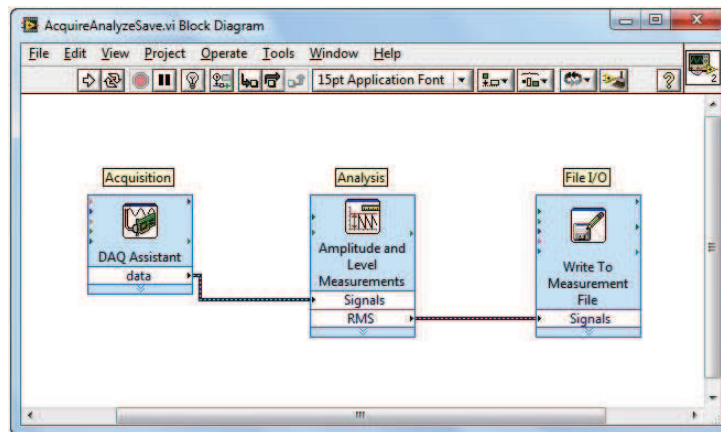 AcquireAnalyzeSave.vi Block Diagram
File Edit View Project Operate Tools Window Help
15pt Application Font
2
Acquisition
Analysis
File I/O
DAQ Assistant
data
Amplitude and
Level
Measurements
Signals
RMS
Write To
Measurement
File
Signals